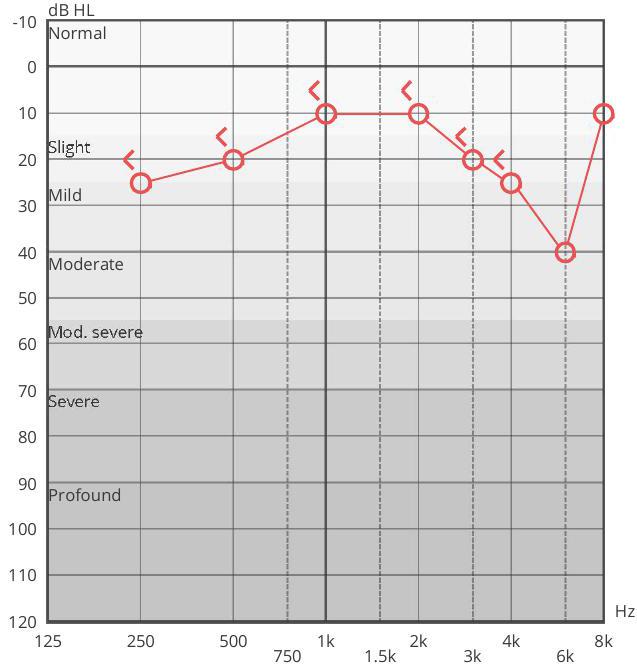 dB HL
-10
Normal
0
10
Slight
20
Mild
30
40
Moderate
50
Mod. severe
60
70
Severe
80
90
Profound
100
110
120
Hz
125 250 500 1k 2k 4k 8k
750 1.5k 3k 6k